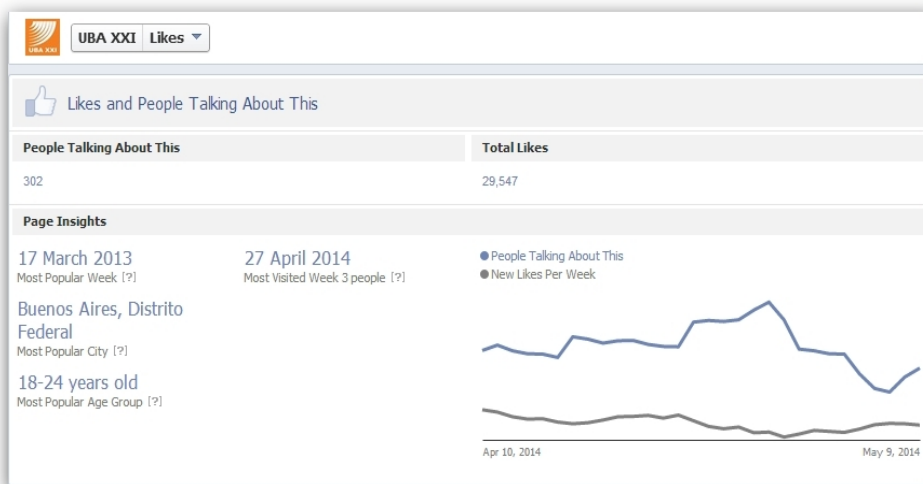 UBA XXI
UBA XXI Likes
Likes and People Talking About This
People Talking About This
Total Likes
302
29,547
Page Insights
17 March 2013
Most Popular Week [?]
27 April 2014
Most Visited Week 3 people [?]
Buenos Aires, Distrito
Federal
Most Popular City [?]
18-24 years old
Most Popular Age Group [?]
People Talking About This
New Likes Per Week
Apr 10, 2014
May 9, 2014